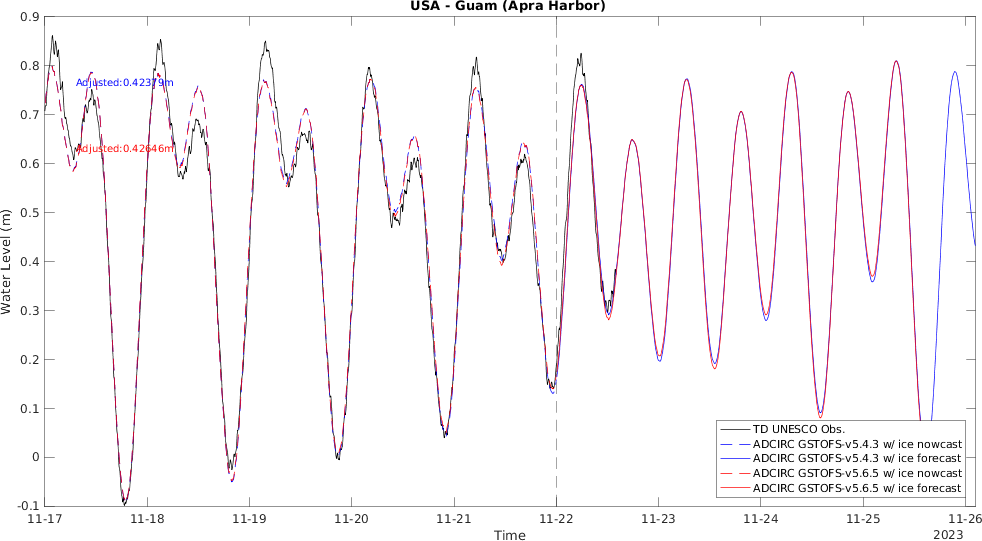 USA - Guam (Apra Harbor)
0.9
0.8
0.7
0.6
0.5
0.4
0.3
0.2
0.1
0
-0.1
Water Level (m)
Adjusted:0.42379m
Adjusted:0.42646m
TD UNESCO Obs.
ADCIRC GSTOFS-v5.4.3 w/ ice nowcast
ADCIRC GSTOFS-v5.4.3 w/ ice forecast
ADCIRC GSTOFS-v5.6.5 w/ ice nowcast
ADCIRC GSTOFS-v5.6.5 w/ ice forecast
11-17 11-18 11-19 11-20 11-21 11-22 11-23 11-24 11-25 11-26
Time
2023